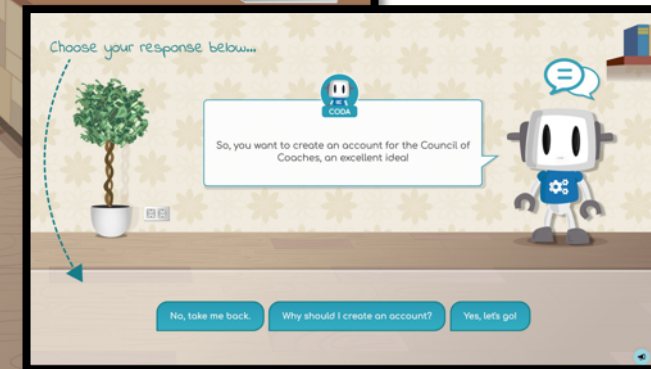 Choose your response below...
CODA
So, you want to create an account for the Council of
Coaches, an excellent idea!
No, take me back.
Why should I create an account?
Yes, let's go!